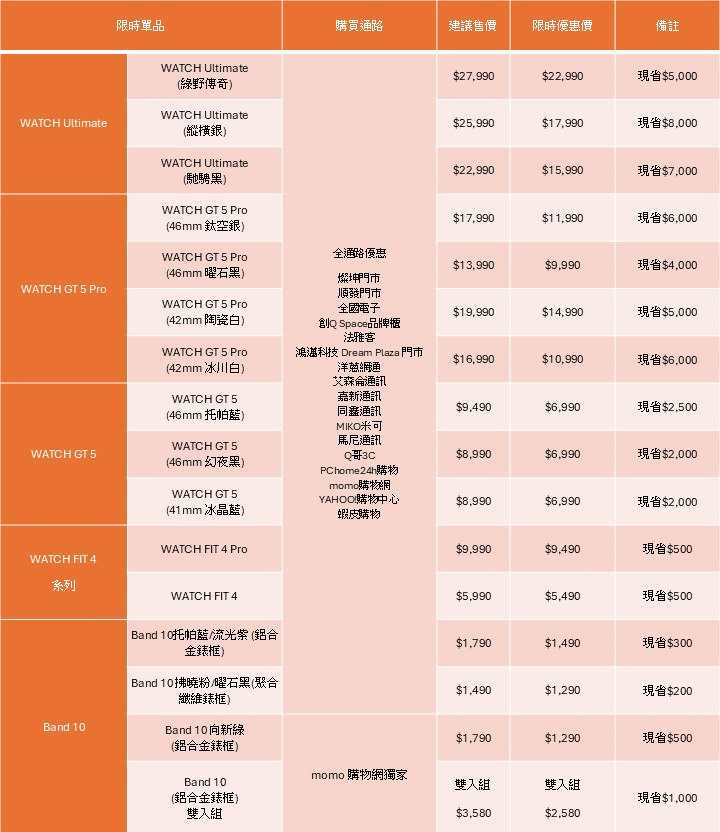 限時單品 購買通路 建議售價 限時優惠價 備註
WATCH Ultimate
WATCH Ultimate
(綠野傳奇)
$27,990 $22,990 現省$5,000
WATCH Ultimate
(縱橫銀)
$25,990 $17,990 現省$8,000
WATCH Ultimate
(馳騁黑)
$22,990 $15,990 現省$7,000
WATCH GT 5 Pro
WATCH GT 5 Pro
(46mm 鈦空銀)
$17,990 $11,990 現省$6,000
WATCH GT 5 Pro
(46mm 曜石黑)
$13,990 $9,990 現省$4,000
WATCH GT 5 Pro
(42mm 陶瓷白)
$19,990 $14,990 現省$5,000
WATCH GT 5 Pro
(42mm 冰川白)
$16,990 $10,990 現省$6,000
WATCH GT 5
WATCH GT 5
(46mm 托帕藍)
$9,490 $6,990 現省$2,500
WATCH GT 5
(46mm 幻夜黑)
$8,990 $6,990 現省$2,000
WATCH GT 5
(41mm 冰晶藍)
$8,990 $6,990 現省$2,000
WATCH FIT 4
系列
WATCH FIT 4 Pro
$9,990 $9,490 現省$500
WATCH FIT 4
$5,990 $5,490 現省$500
全通路優惠
燦坤門市
順發門市
全國電子
創Q Space品牌櫃
法雅客
鴻邁科技 Dream Plaza 門市
洋蔥網通
艾森侖通訊
嘉新通訊
同鑫通訊
MIKO米可
馬尼通訊
Q哥3C
PChome24h購物
momo購物網
YAHOO!購物中心
蝦皮購物
Band 10
Band 10托帕藍/流光紫 (鋁合
金錶框)
$1,790 $1,490 現省$300
Band 10拂曉粉/曜石黑(聚合
纖維錶框)
$1,490 $1,290 現省$200
Band 10 向新綠
(鋁合金錶框)
$1,790 $1,290 現省$500
momo 購物網獨家
Band 10
(鋁合金錶框)
雙入組
雙入組
$3,580
雙入組
$2,580
現省$1,000